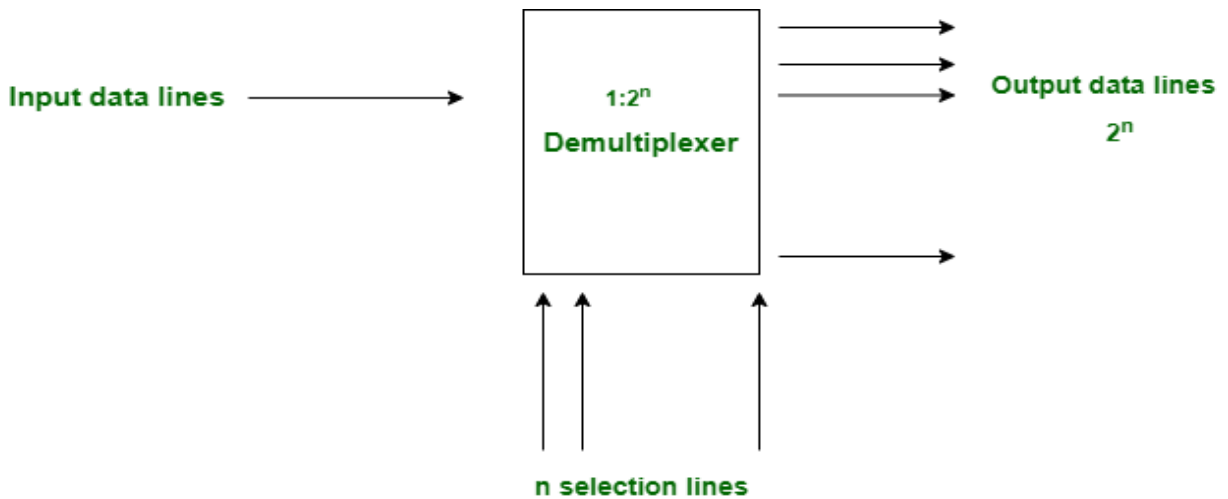 Input data lines
1:2ⁿ
Demultiplexer
Output data lines
2ⁿ
n selection lines